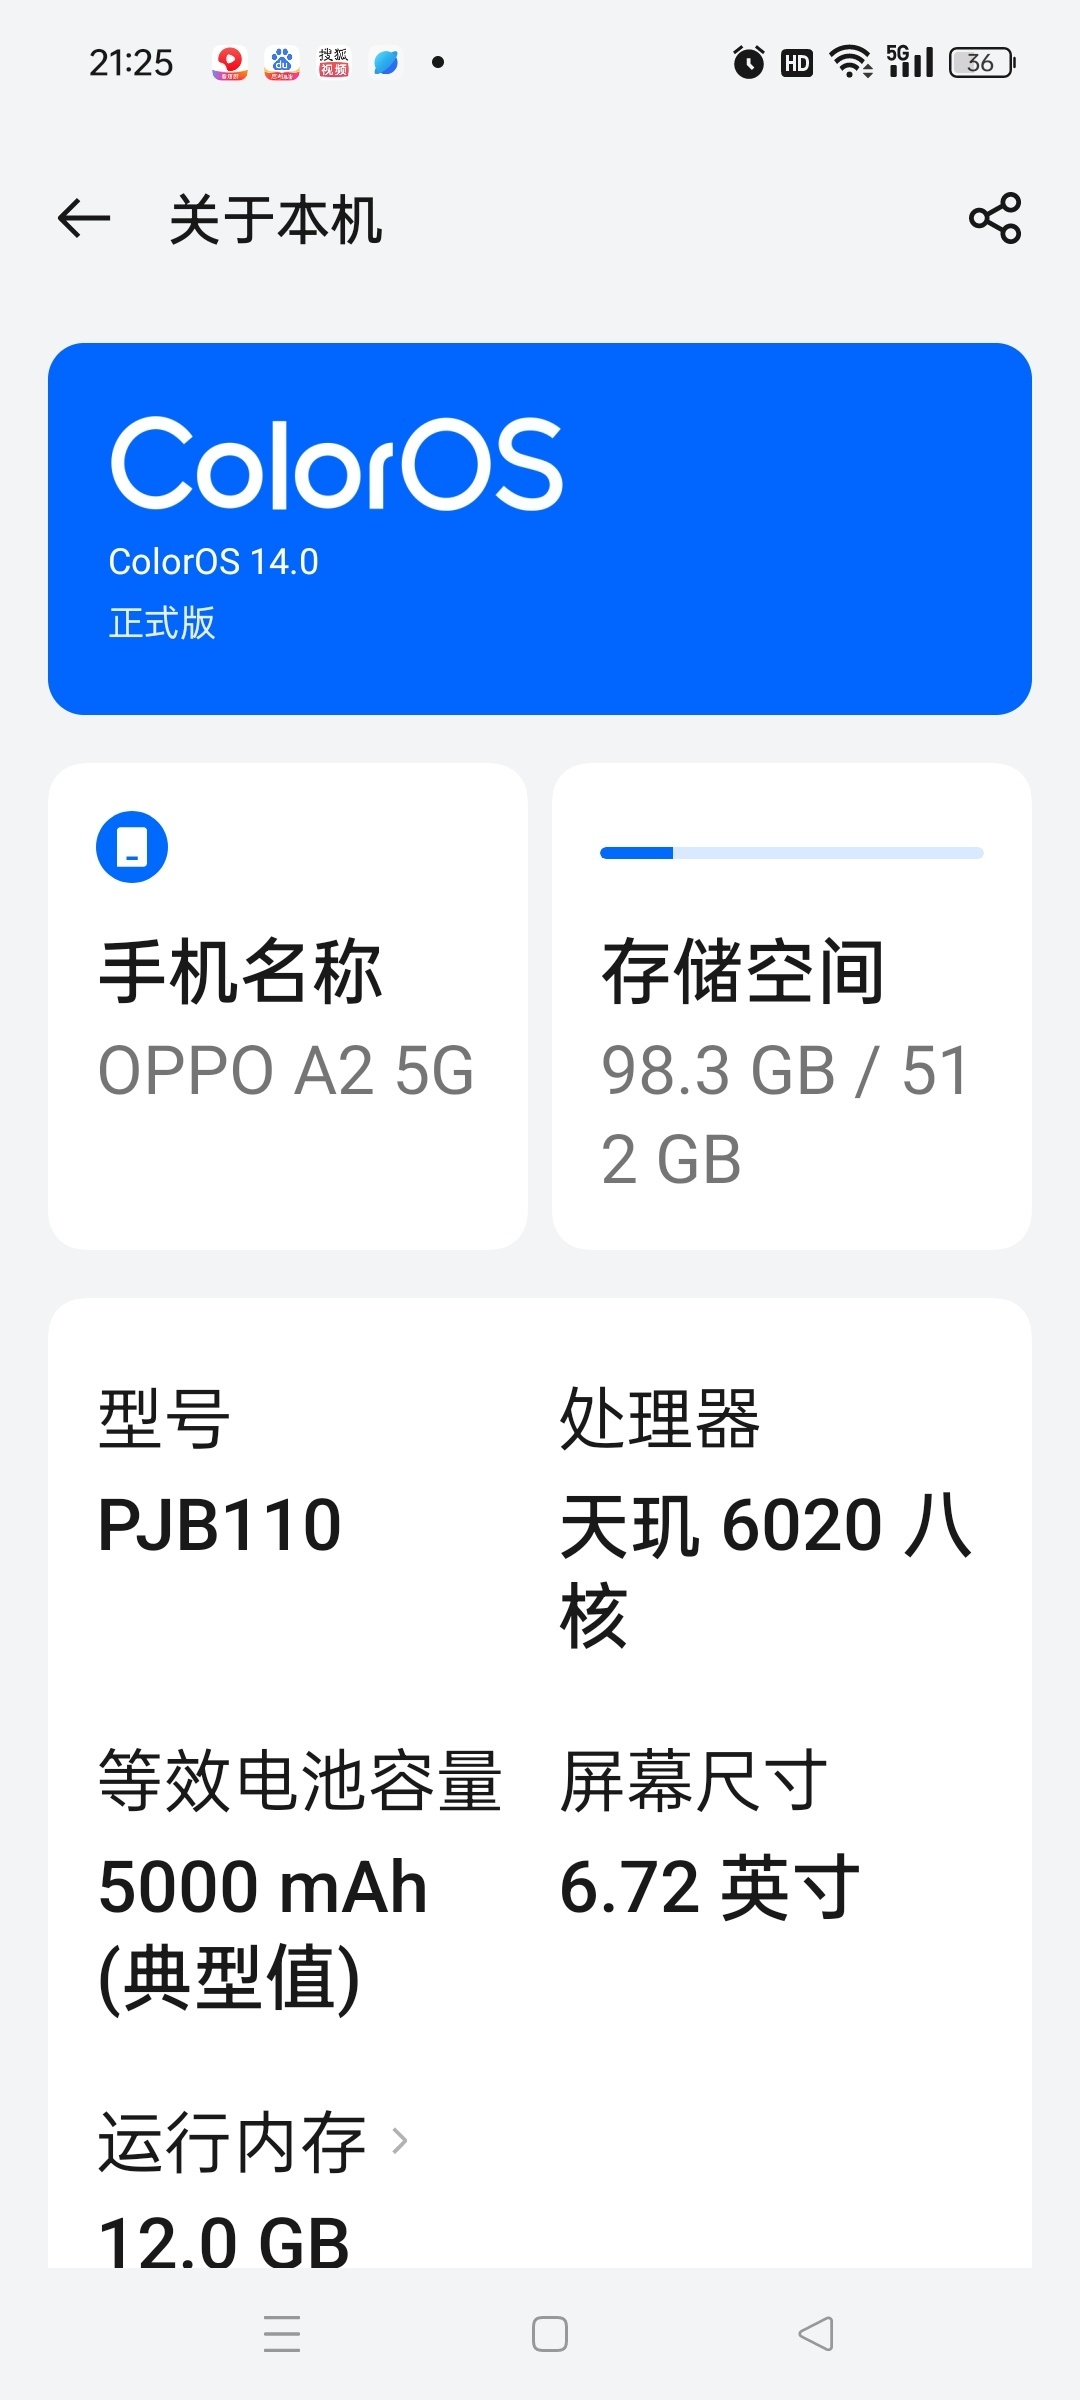 21:25
搜狐
视频
du
HD
5G
36
关于本机
ColorOS
ColorOS 14.0
正式版
手机名称
OPPO A2 5G
存储空间
98.3 GB / 51
2 GB
型号
PJB110
处理器
天玑 6020 八
核
等效电池容量
5000 mAh
(典型值)
屏幕尺寸
6.72 英寸
运行内存
12.0 GB